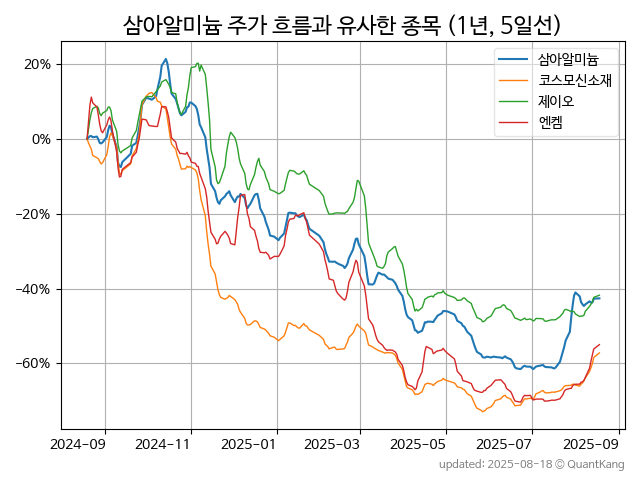 삼아알미늄 주가 흐름과 유사한 종목 (1년, 5일선)
삼아알미늄
코스모신소재
제이오
엔켐
20%
0%
−20%
−40%
−60%
2024-09 2024-11 2025-01 2025-03 2025-05 2025-07 2025-09
updated: 2025-08-18 © QuantKang